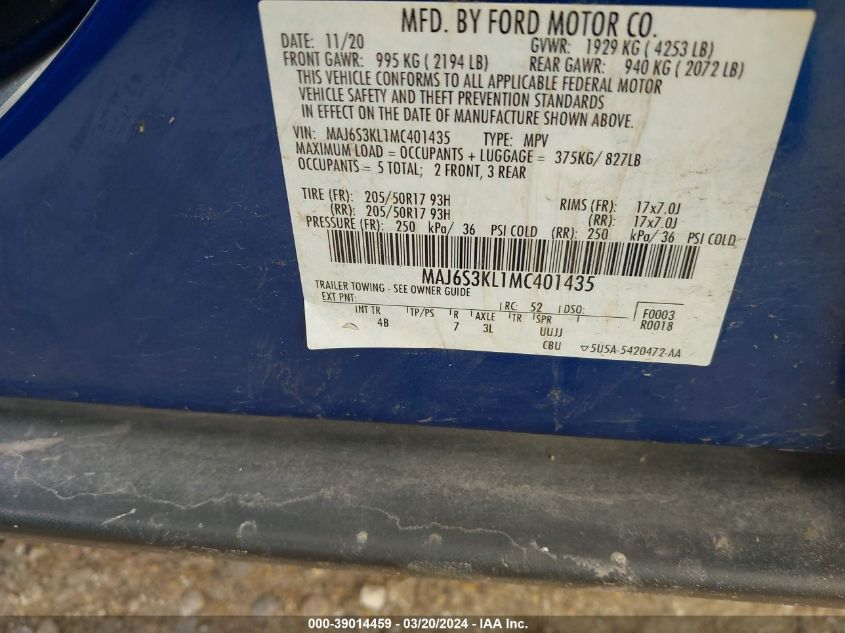 MFD. BY FORD MOTOR CO.
DATE: 11/20 GVWR: 1929 KG ( 4253 LB)
FRONT GAWR: 995 KG ( 2194 LB) REAR GAWR: 940 KG ( 2072 LB)
THIS VEHICLE CONFORMS TO ALL APPLICABLE FEDERAL MOTOR
VEHICLE SAFETY AND THEFT PREVENTION STANDARDS
IN EFFECT ON THE DATE OF MANUFACTURE SHOWN ABOVE.
VIN: MAJ6S3KL1MC401435 TYPE: MPV
MAXIMUM LOAD = OCCUPANTS + LUGGAGE = 375KG/ 827LB
OCCUPANTS = 5 TOTAL; 2 FRONT, 3 REAR
TIRE (FR): 205/50R17 93H RIMS (FR): 17x7.0J
(RR): 205/50R17 93H (RR): 17x7.0J
PRESSURE (FR): 250 kPa/ 36 PSI COLD (RR): 250 kPa/ 36 PSI COLD
MAJ6S3KL1MC401435
TRAILER TOWING - SEE OWNER GUIDE
EXT PNT: RC: 52 DSO: F0003
INT TR TP/PS R AXLE TR SPR R0018
4B 7 3L UUJJ
CBU 5U5A-5420472-AA
000-39014459 - 03/20/2024 - IAA Inc.